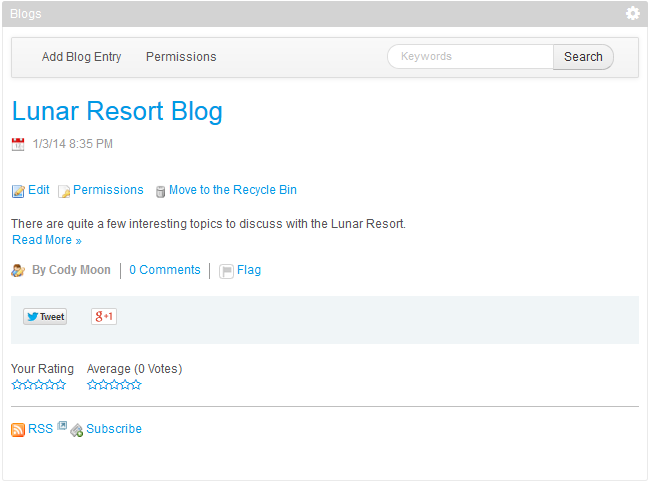 Blogs
Add Blog Entry Permissions Keywords Search
Lunar Resort Blog
1/3/14 8:35 PM
Edit Permissions Move to the Recycle Bin
There are quite a few interesting topics to discuss with the Lunar Resort.
Read More »
By Cody Moon 0 Comments Flag
Tweet g+1
Your Rating Average (0 Votes)
RSS Subscribe